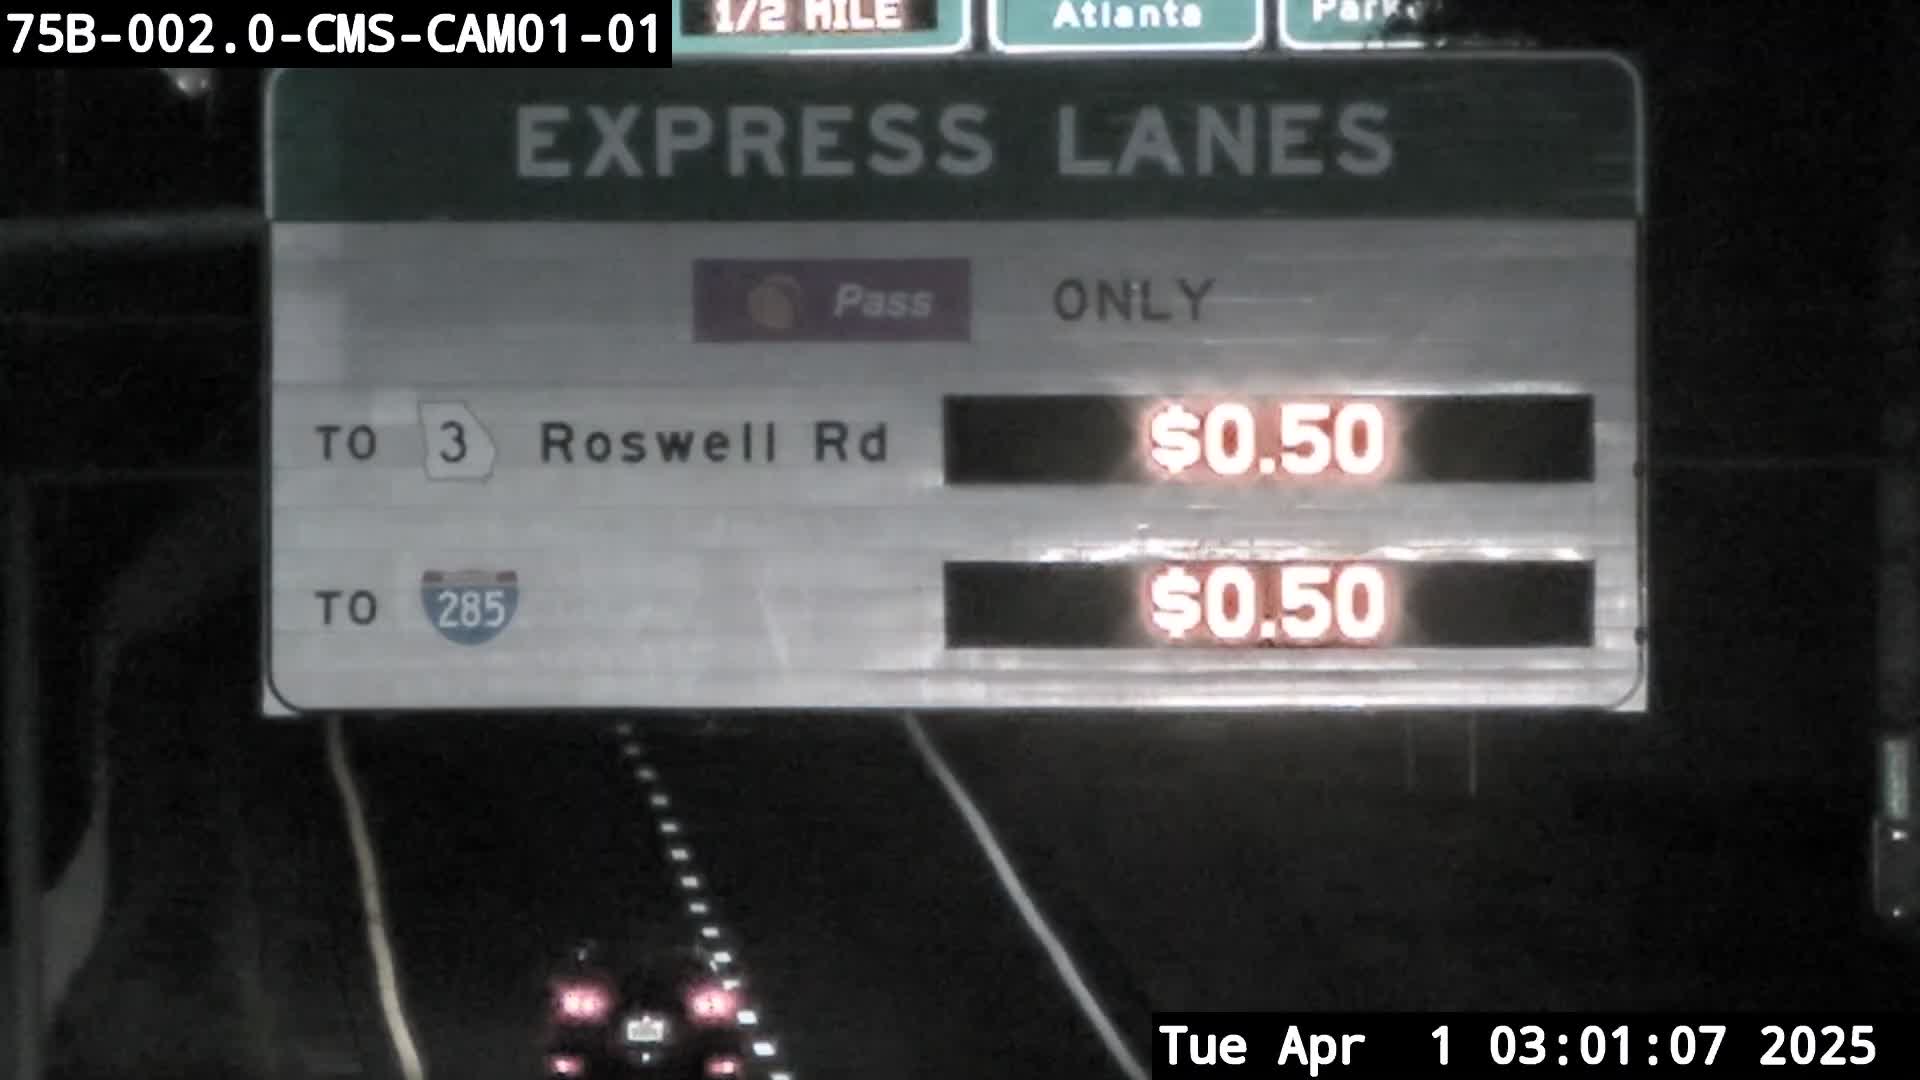 75B-002.0-CMS-CAM01-01
1/2 MILE
Atlanta
EXPRESS LANES
Pass ONLY
TO 3 Roswell Rd $0.50
TO 285 $0.50
Tue Apr 1 03:01:07 2025